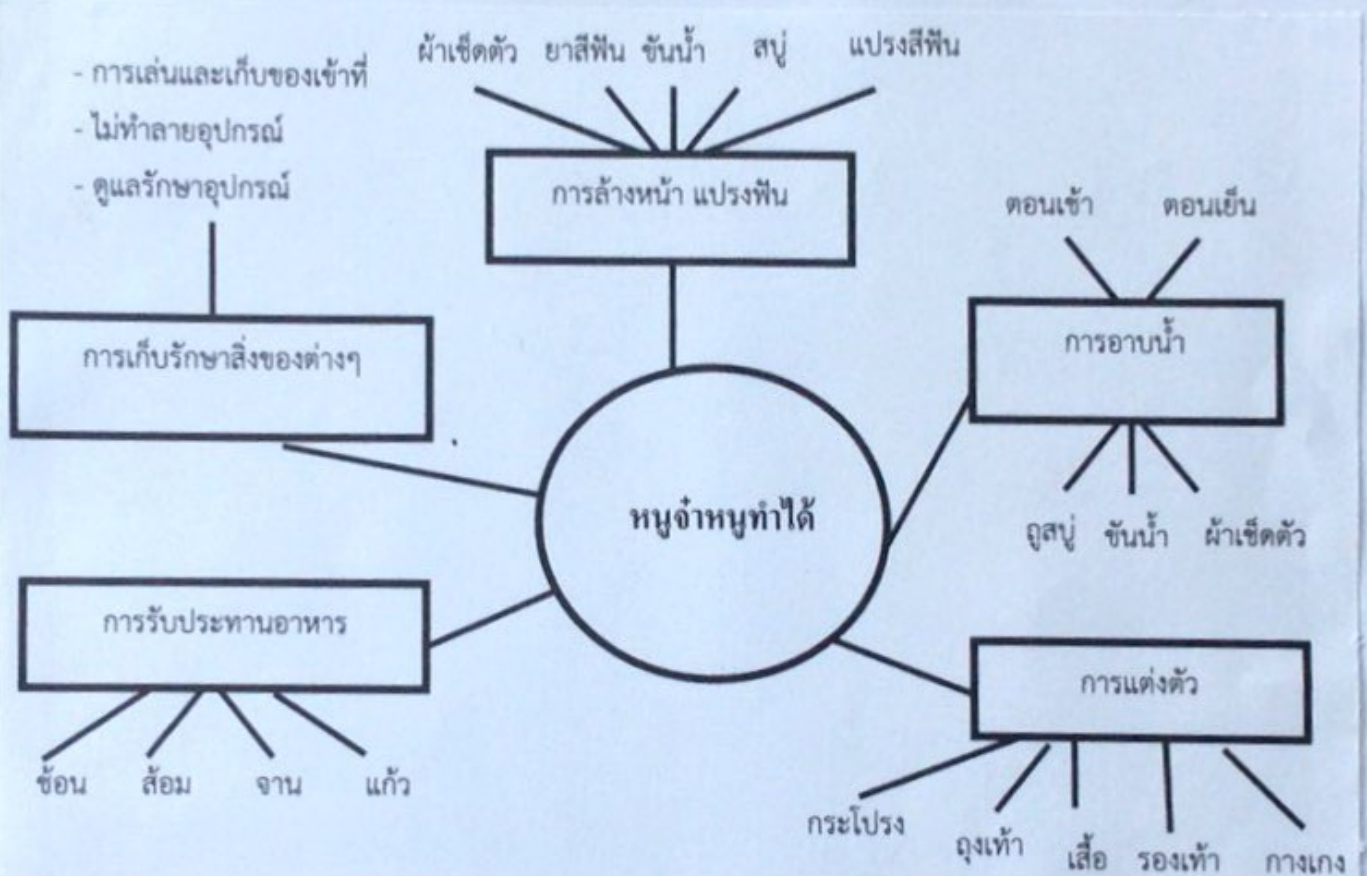 - การเล่นและเก็บของเข้าที่
- ไม่ทำลายอุปกรณ์
- ดูแลรักษาอุปกรณ์
ผ้าเช็ดตัว ยาสีฟัน ขันน้ำ สบู่ แปรงสีฟัน
การล้างหน้า แปรงฟัน
ตอนเช้า ตอนเย็น
การอาบน้ำ
ถูสบู่ ขันน้ำ ผ้าเช็ดตัว
การเก็บรักษาสิ่งของต่างๆ
หนูจ๋าหนูทำได้
การรับประทานอาหาร
ช้อน ส้อม จาน แก้ว
การแต่งตัว
กระโปรง ถุงเท้า เสื้อ รองเท้า กางเกง